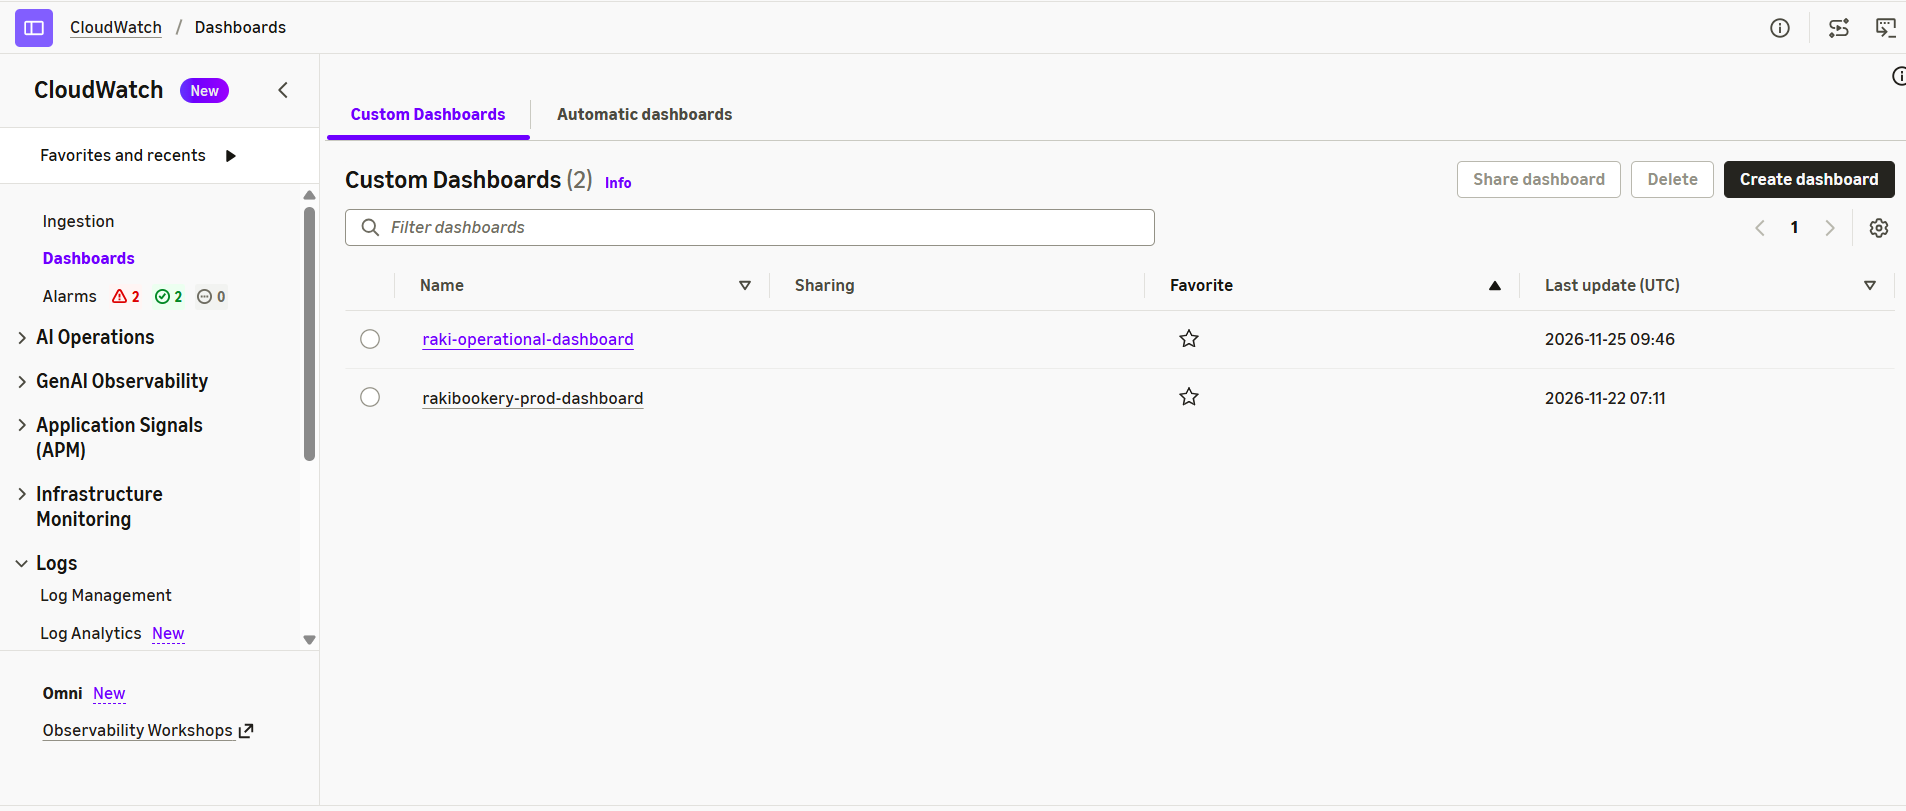 CloudWatch / Dashboards
CloudWatch New
Favorites and recents
Ingestion
Dashboards
Alarms 2 2 0
AI Operations
GenAI Observability
Application Signals
(APM)
Infrastructure
Monitoring
Logs
Log Management
Log Analytics New
Omni New
Observability Workshops
Custom Dashboards Automatic dashboards
Custom Dashboards (2) Info
Share dashboard Delete Create dashboard
Filter dashboards
1
Name Sharing Favorite Last update (UTC)
raki-operational-dashboard 2026-11-25 09:46
rakibookery-prod-dashboard 2026-11-22 07:11